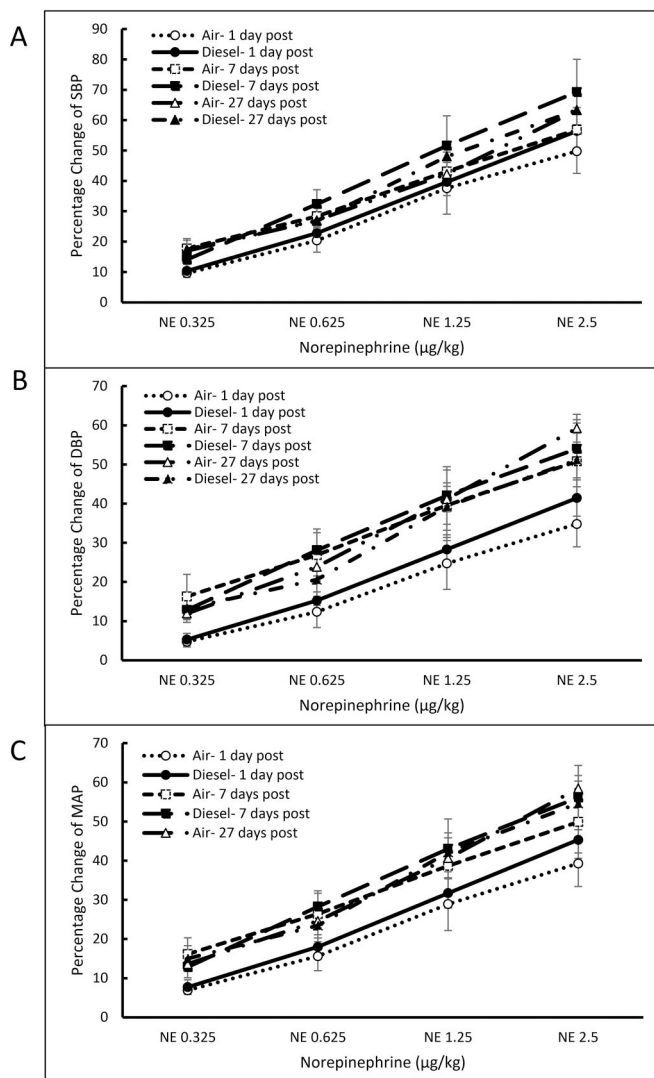 A
Percentage Change of SBP
90
80
70
60
50
40
30
20
10
0
Air- 1 day post
Diesel- 1 day post
Air- 7 days post
Diesel- 7 days post
Air- 27 days post
Diesel- 27 days post
NE 0.325 NE 0.625 NE 1.25 NE 2.5
Norepinephrine (µg/kg)
B
Percentage Change of DBP
70
60
50
40
30
20
10
0
Air- 1 day post
Diesel- 1 day post
Air- 7 days post
Diesel- 7 days post
Air- 27 days post
Diesel- 27 days post
NE 0.325 NE 0.625 NE 1.25 NE 2.5
Norepinephrine (µg/kg)
C
Percentage Change of MAP
70
60
50
40
30
20
10
0
Air- 1 day post
Diesel- 1 day post
Air- 7 days post
Diesel- 7 days post
Air- 27 days post
NE 0.325 NE 0.625 NE 1.25 NE 2.5
Norepinephrine (µg/kg)